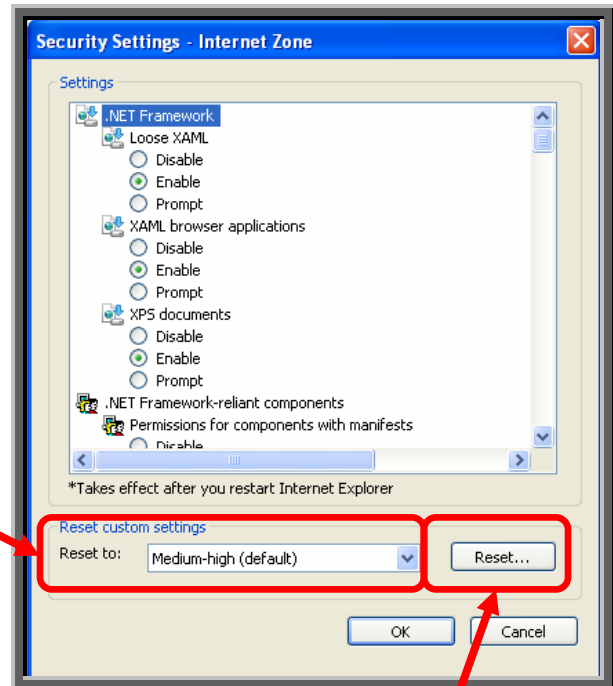 Security Settings - Internet Zone
Settings
.NET Framework
Loose XAML
Disable
Enable
Prompt
XAML browser applications
Disable
Enable
Prompt
XPS documents
Disable
Enable
Prompt
.NET Framework-reliant components
Permissions for components with manifests
Disable
*Takes effect after you restart Internet Explorer
Reset custom settings
Reset to: Medium-high (default) Reset...
OK Cancel